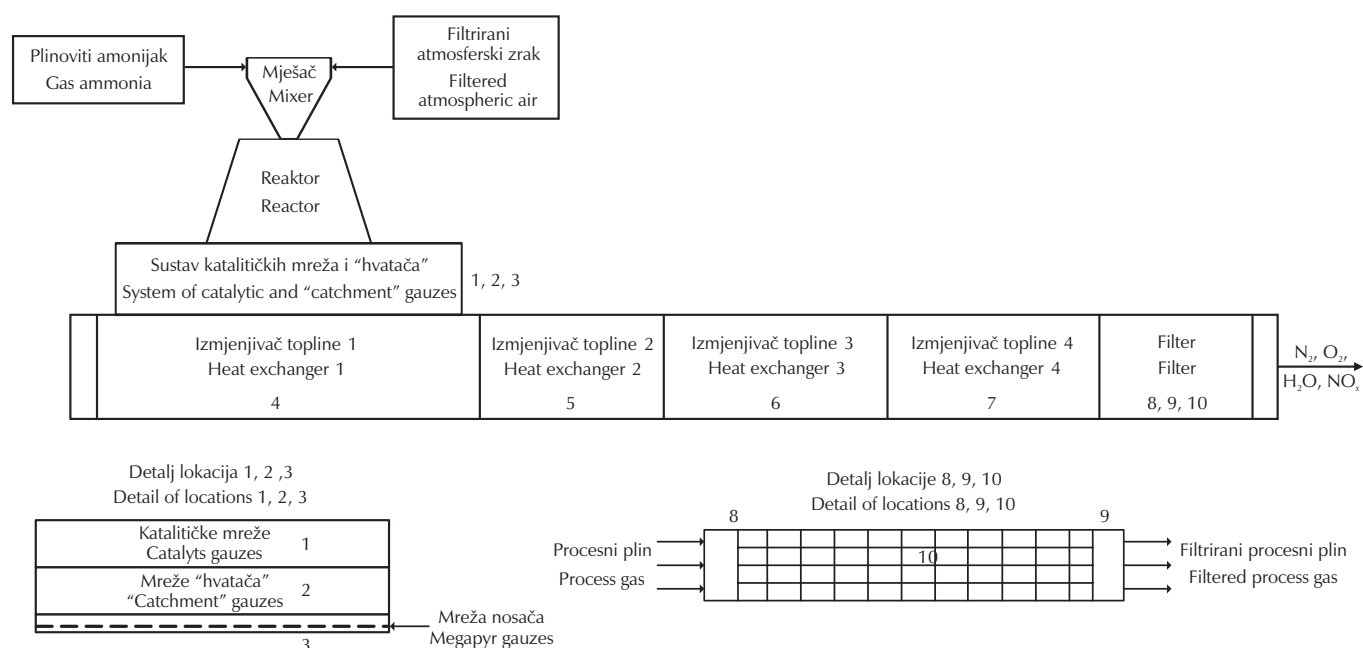 Plinoviti amonijak
Gas ammonia
Mješač
Mixer
Filtrirani
atmosferski zrak
Filtered
atmospheric air
Reaktor
Reactor
Sustav katalitičkih mreža i “hvatača”
System of catalytic and “catchment” gauzes
1, 2, 3
Izmjenjivač topline 1
Heat exchanger 1
4
Izmjenjivač topline 2
Heat exchanger 2
5
Izmjenjivač topline 3
Heat exchanger 3
6
Izmjenjivač topline 4
Heat exchanger 4
7
Filter
Filter
8, 9, 10
N₂, O₂,
H₂O, NOₓ
Detalj lokacija 1, 2 ,3
Detail of locations 1, 2, 3
Katalitičke mreže
Catalyts gauzes
1
Mreže “hvatača”
“Catchment” gauzes
2
3
Mreža nosača
Megapyr gauzes
Detalj lokacije 8, 9, 10
Detail of locations 8, 9, 10
8
9
10
Procesni plin
Process gas
Filtrirani procesni plin
Filtered process gas